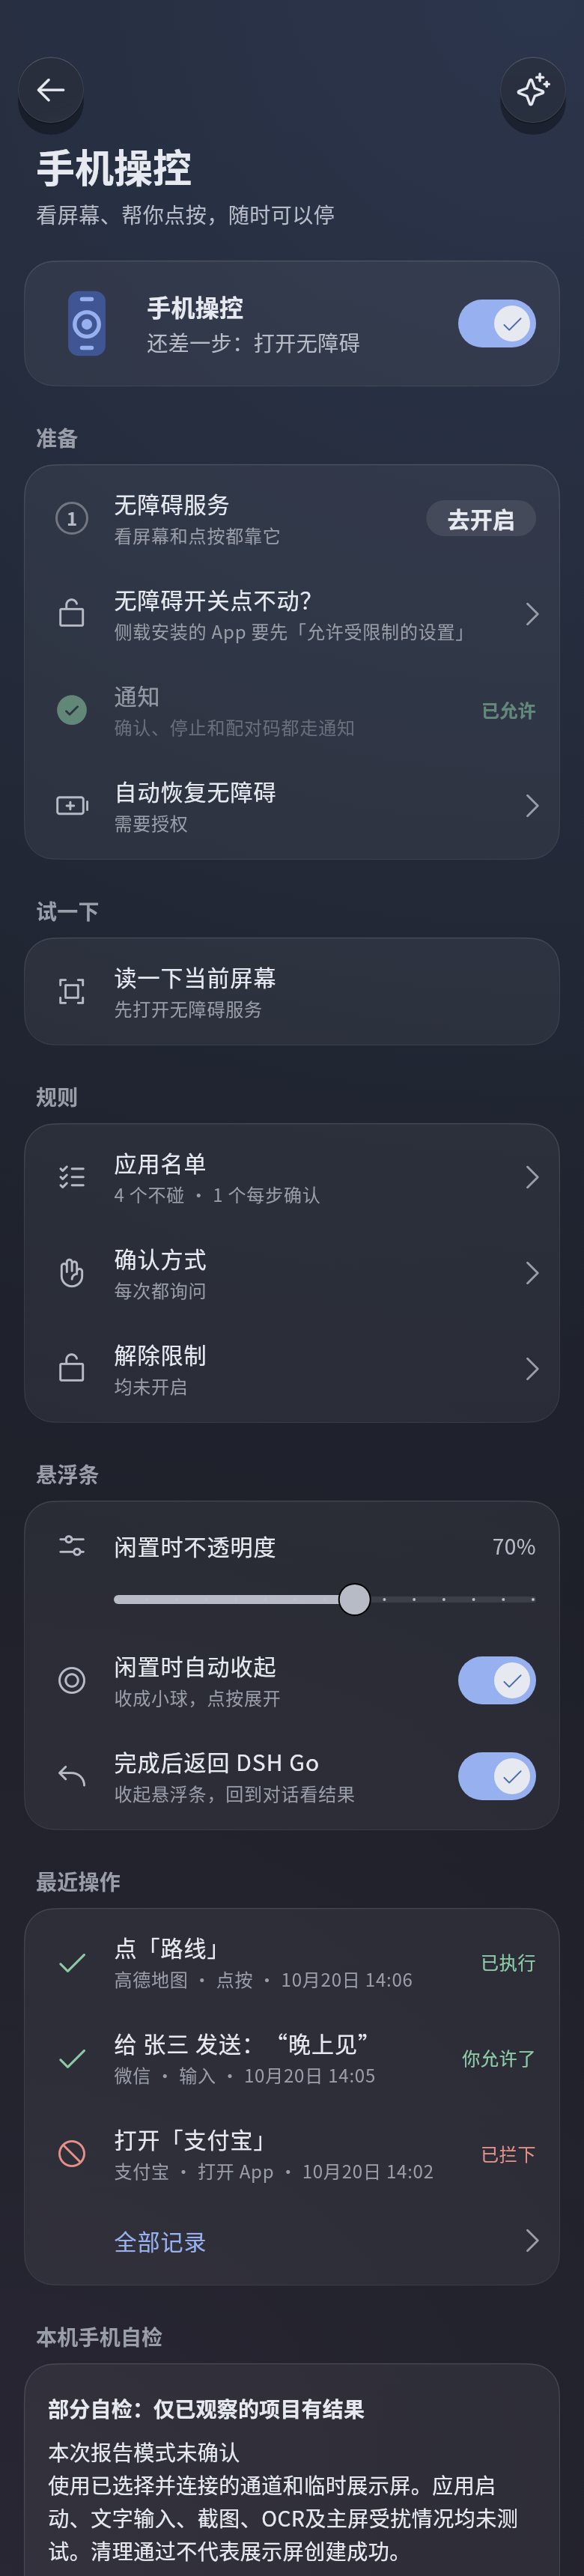 手机操控
看屏幕、帮你点按，随时可以停
手机操控
还差一步：打开无障碍
准备
1
无障碍服务
去开启
看屏幕和点按都靠它
无障碍开关点不动？
侧载安装的 App 要先「允许受限制的设置」
通知
已允许
确认、停止和配对码都走通知
自动恢复无障碍
需要授权
试一下
读一下当前屏幕
先打开无障碍服务
规则
应用名单
4 个不碰 · 1 个每步确认
确认方式
每次都询问
解除限制
均未开启
悬浮条
闲置时不透明度
70%
闲置时自动收起
收成小球，点按展开
完成后返回 DSH Go
收起悬浮条，回到对话看结果
最近操作
点「路线」
已执行
高德地图 · 点按 · 10月20日 14:06
给 张三 发送：“晚上见”
你允许了
微信 · 输入 · 10月20日 14:05
打开「支付宝」
已拦下
支付宝 · 打开 App · 10月20日 14:02
全部记录
本机手机自检
部分自检：仅已观察的项目有结果
本次报告模式未确认
使用已选择并连接的通道和临时展示屏。应用启
动、文字输入、截图、OCR及主屏受扰情况均未测
试。清理通过不代表展示屏创建成功。